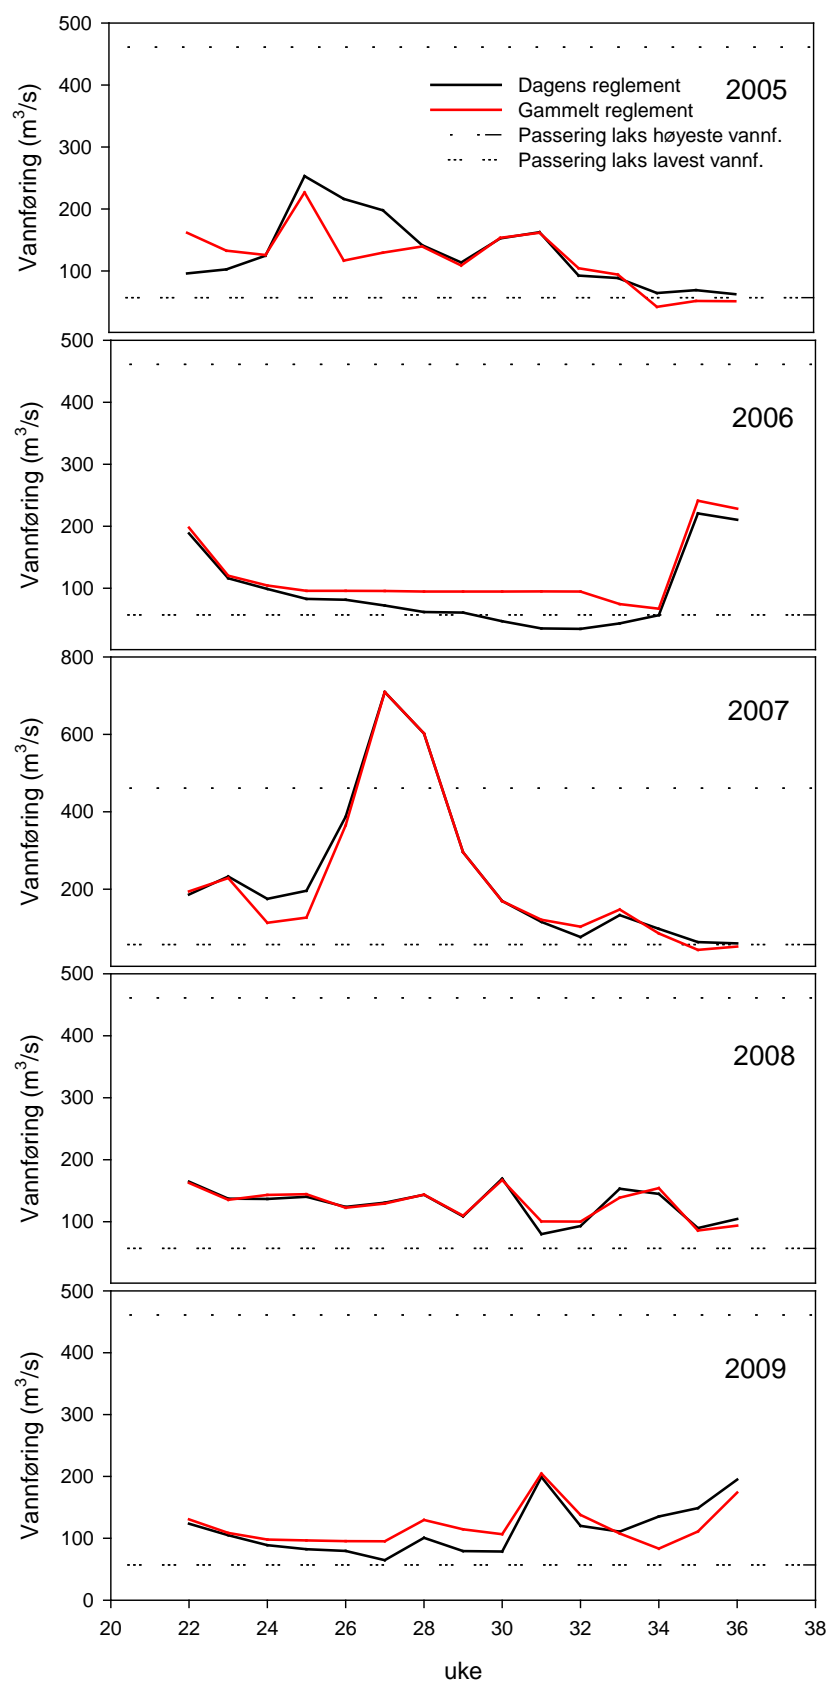 500
400
300
200
100
Vannføring (m³/s)
Dagens reglement
Gammelt reglement
Passering laks høyeste vannf.
Passering laks lavest vannf.
2005
500
400
300
200
100
Vannføring (m³/s)
2006
800
600
400
200
Vannføring (m³/s)
2007
500
400
300
200
100
Vannføring (m³/s)
2008
500
400
300
200
100
0
Vannføring (m³/s)
2009
20 22 24 26 28 30 32 34 36 38
uke